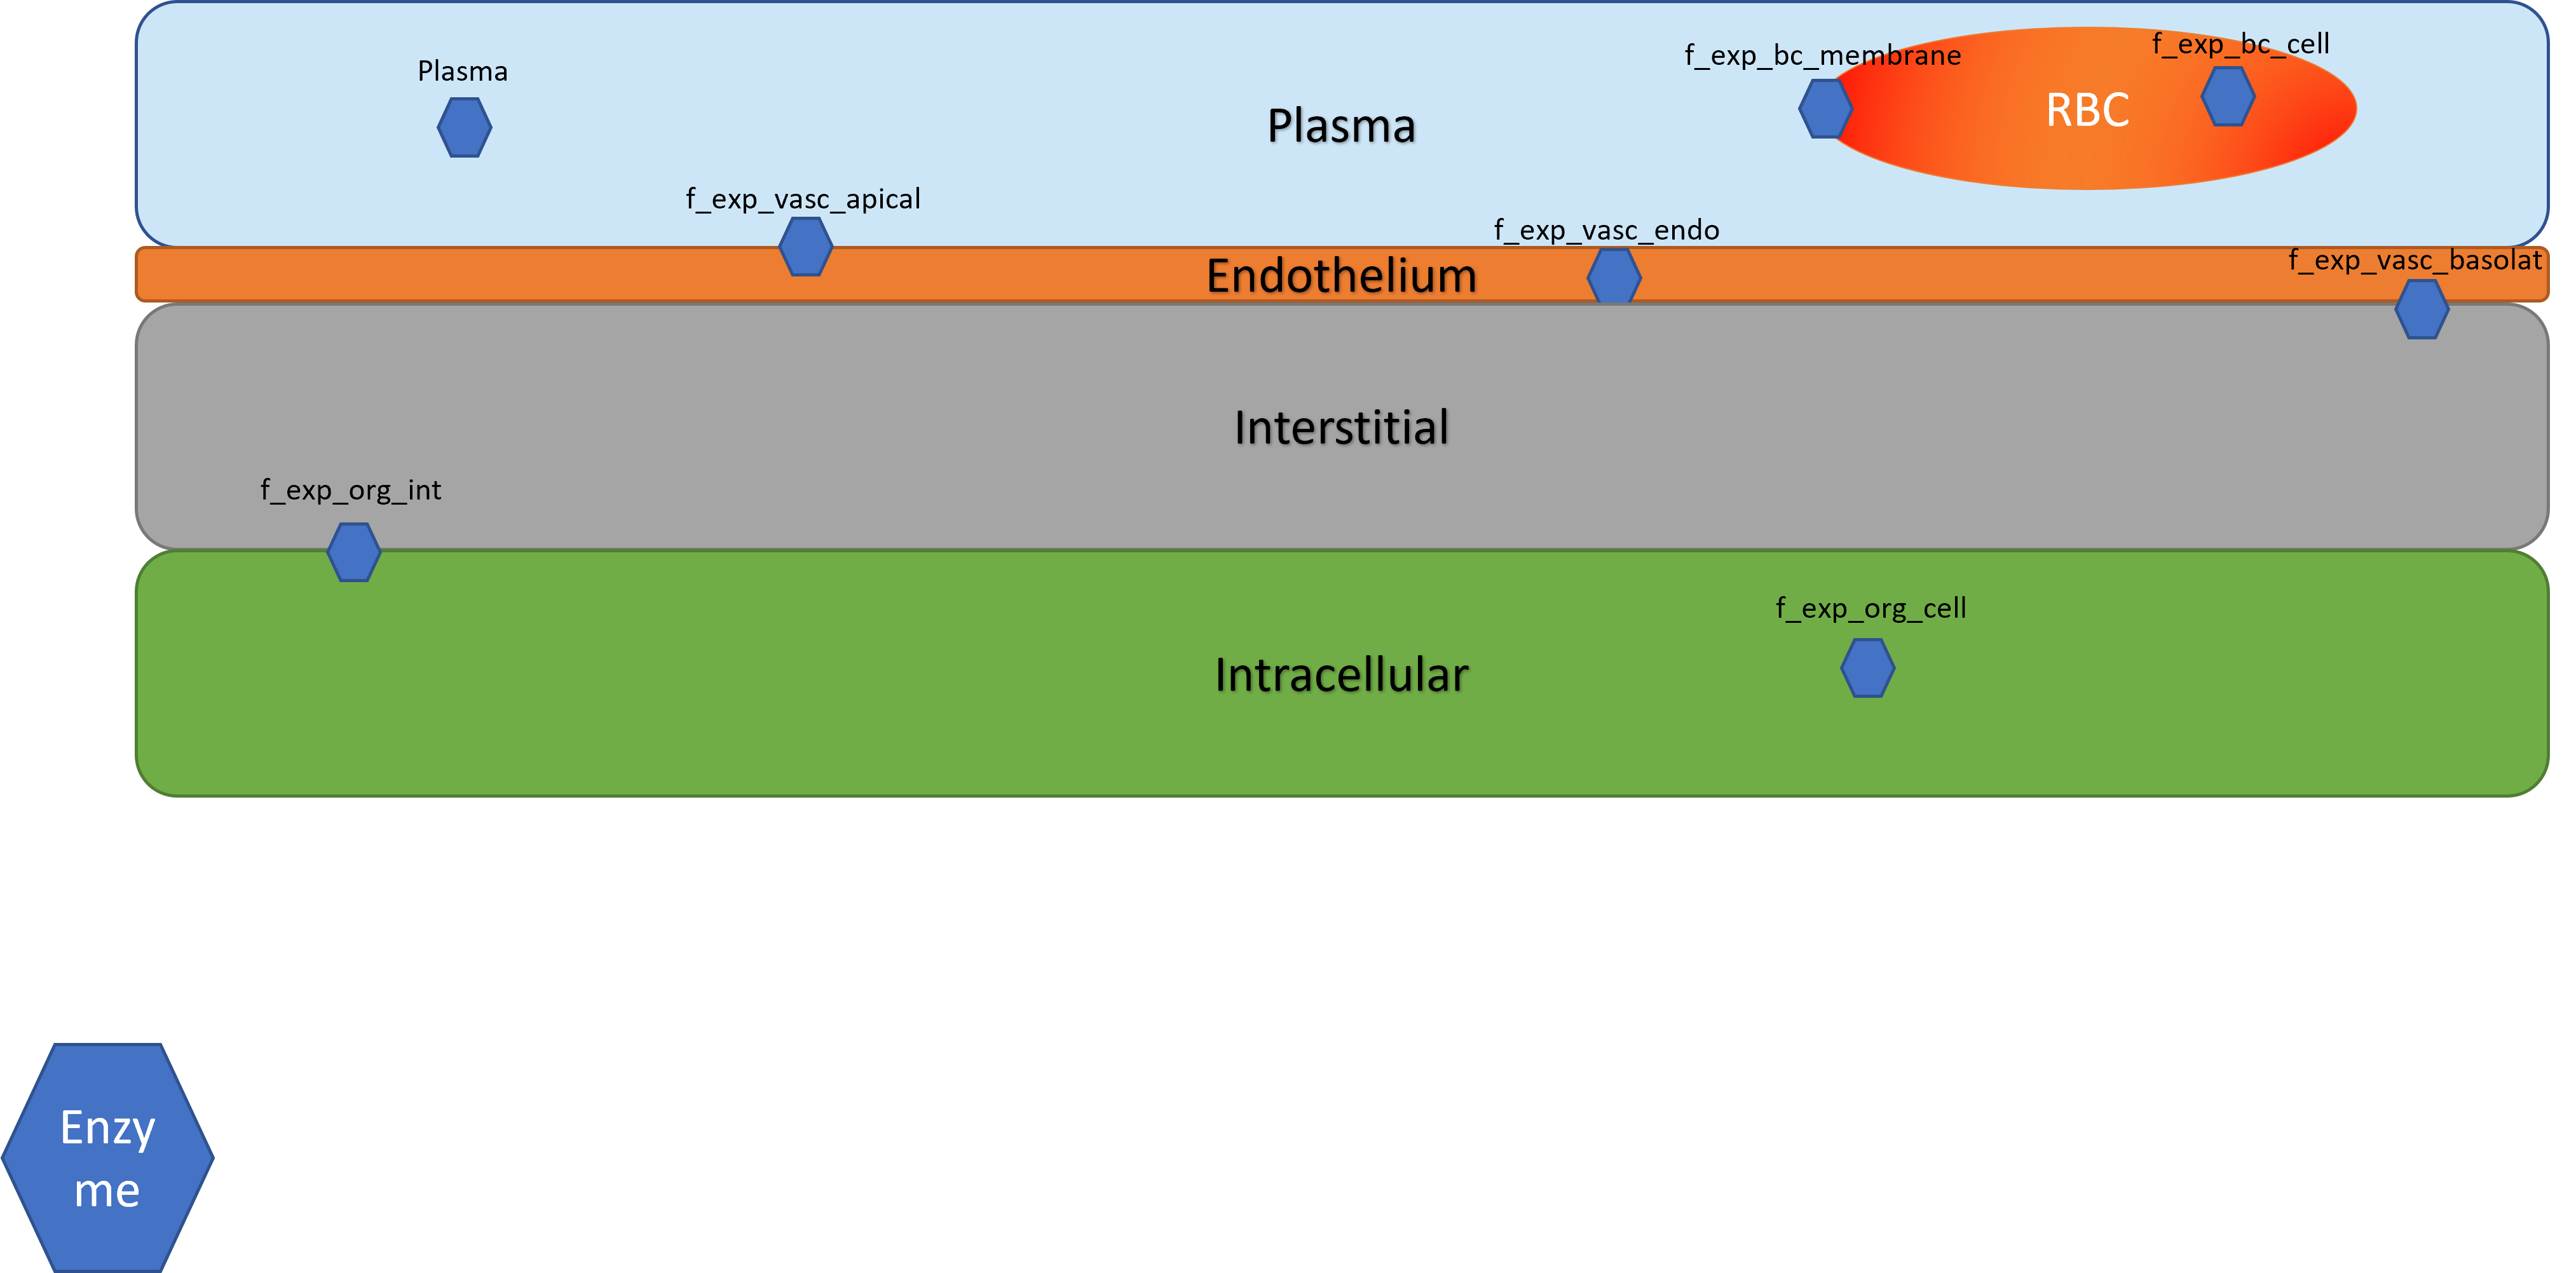 f_exp_bc_cell
f_exp_bc_membrane
Plasma
RBC
Plasma
f_exp_vasc_apical
f_exp_vasc_endo
f_exp_vasc_basolat
Endothelium
Interstitial
f_exp_org_int
f_exp_org_cell
Intracellular
Enzy
me